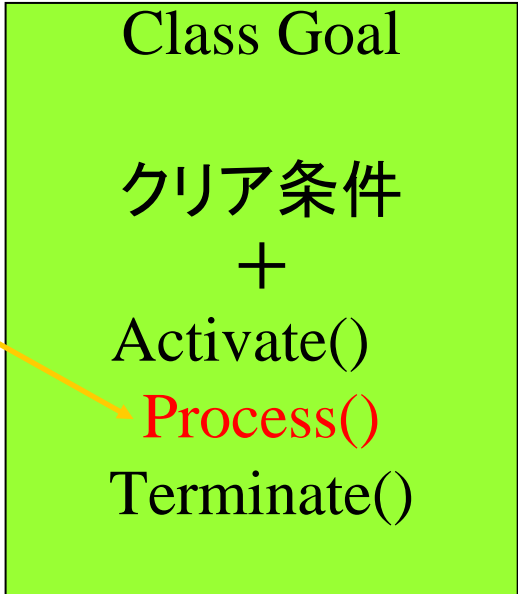 Class Goal
クリア条件
＋
Activate()
Process()
Terminate()